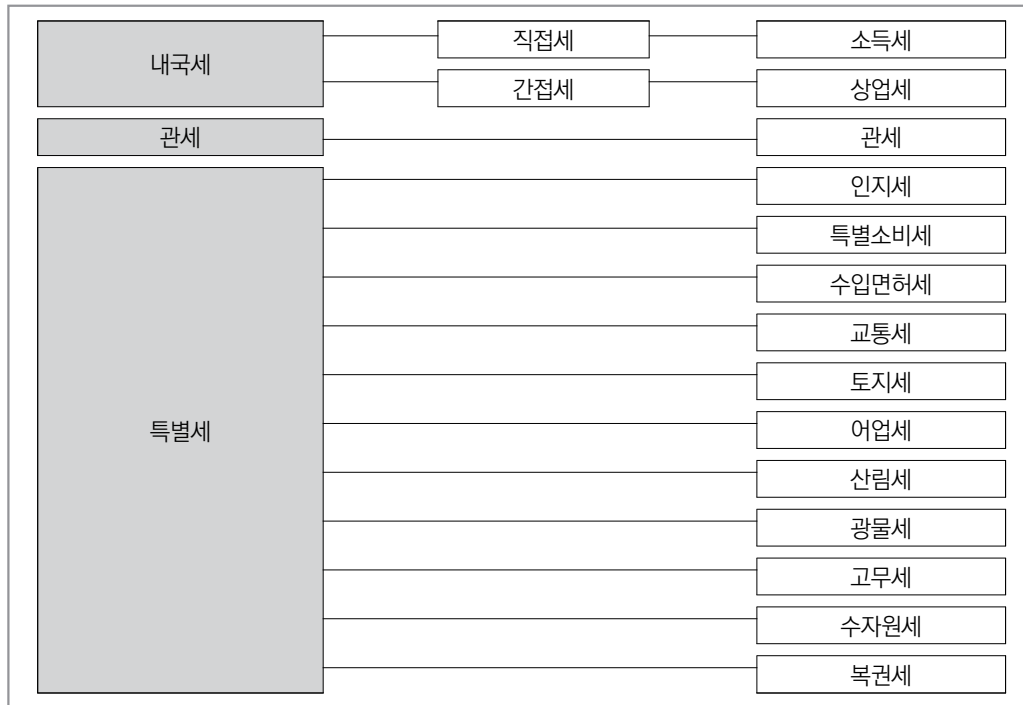 내국세
직접세
소득세
간접세
상업세
관세
관세
특별세
인지세
특별소비세
수입면허세
교통세
토지세
어업세
산림세
광물세
고무세
수자원세
복권세